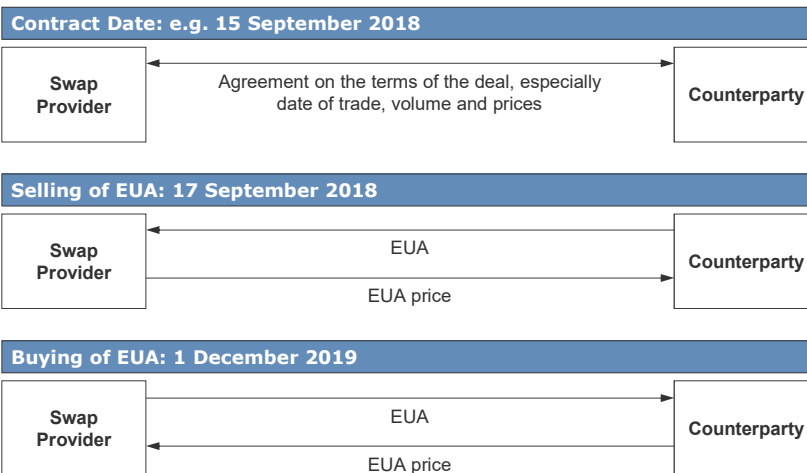 Contract Date: e.g. 15 September 2018
Swap
Provider
Agreement on the terms of the deal, especially
date of trade, volume and prices
Counterparty
Selling of EUA: 17 September 2018
Swap
Provider
EUA
EUA price
Counterparty
Buying of EUA: 1 December 2019
Swap
Provider
EUA
EUA price
Counterparty